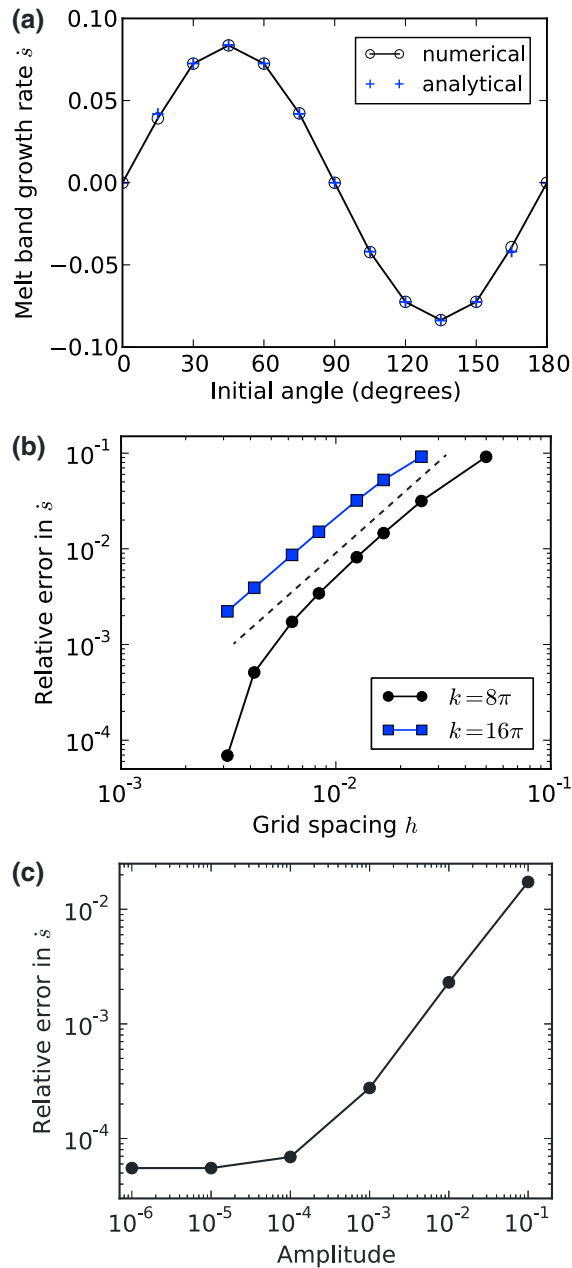 (a)
Melt band growth rate ṡ
0.10
0.05
0.00
−0.05
−0.10
numerical
analytical
0 30 60 90 120 150 180
Initial angle (degrees)
(b)
Relative error in ṡ
10⁻¹
10⁻²
10⁻³
10⁻⁴
k = 8π
k = 16π
10⁻³ 10⁻² 10⁻¹
Grid spacing h
(c)
Relative error in ṡ
10⁻²
10⁻³
10⁻⁴
10⁻⁶ 10⁻⁵ 10⁻⁴ 10⁻³ 10⁻² 10⁻¹
Amplitude